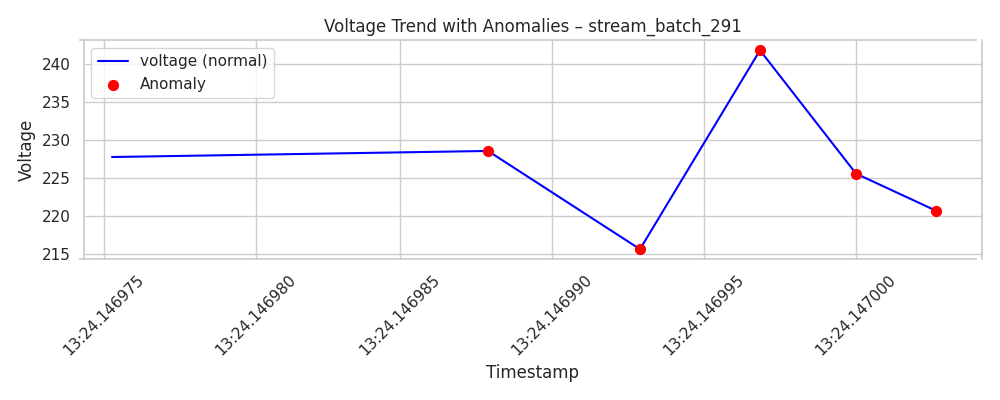 Voltage Trend with Anomalies – stream_batch_291
voltage (normal)
Anomaly
Voltage
240
235
230
225
220
215
13:24.146975
13:24.146980
13:24.146985
13:24.146990
13:24.146995
13:24.147000
Timestamp